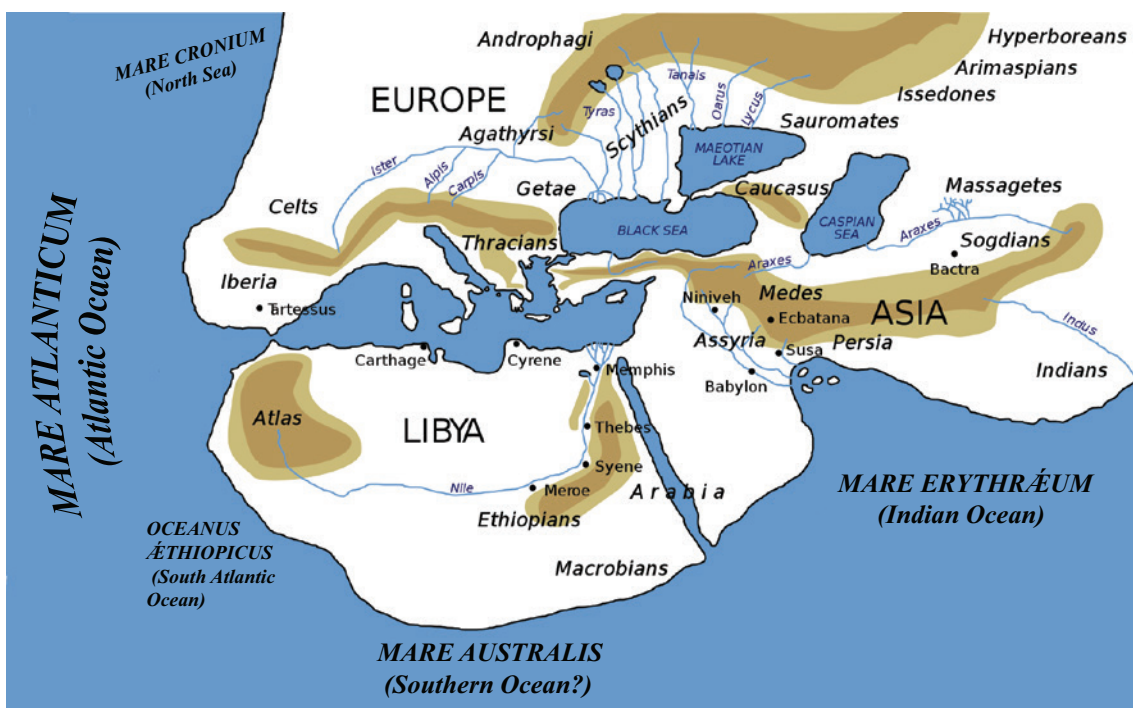 MARE CRONIUM
(North Sea)
Androphagi
Hyperboreans
Arimaspians
Issedones
EUROPE
Tanais
Tyras
Oarus
Lycus
Scythians
Sauromates
Agathyrsi
MAEOTIAN
LAKE
Ister
Alpis
Carpis
Getae
Caucasus
Massagetes
Celts
CASPIAN
SEA
BLACK SEA
Araxes
Thracians
Sogdians
Bactra
Iberia
Araxes
Tartessus
Niniveh
Medes
Ecbatana
ASIA
Indus
Assyria
Persia
Susa
Carthage
Cyrene
Memphis
Babylon
Indians
MARE ATLANTICUM
(Atlantic Ocaen)
Atlas
LIBYA
Thebes
Syene
Nile
Meroe
Arabia
Ethiopians
MARE ERYTHRǼUM
(Indian Ocean)
OCEANUS
ǼTHIOPICUS
(South Atlantic
Ocean)
Macrobians
MARE AUSTRALIS
(Southern Ocean?)